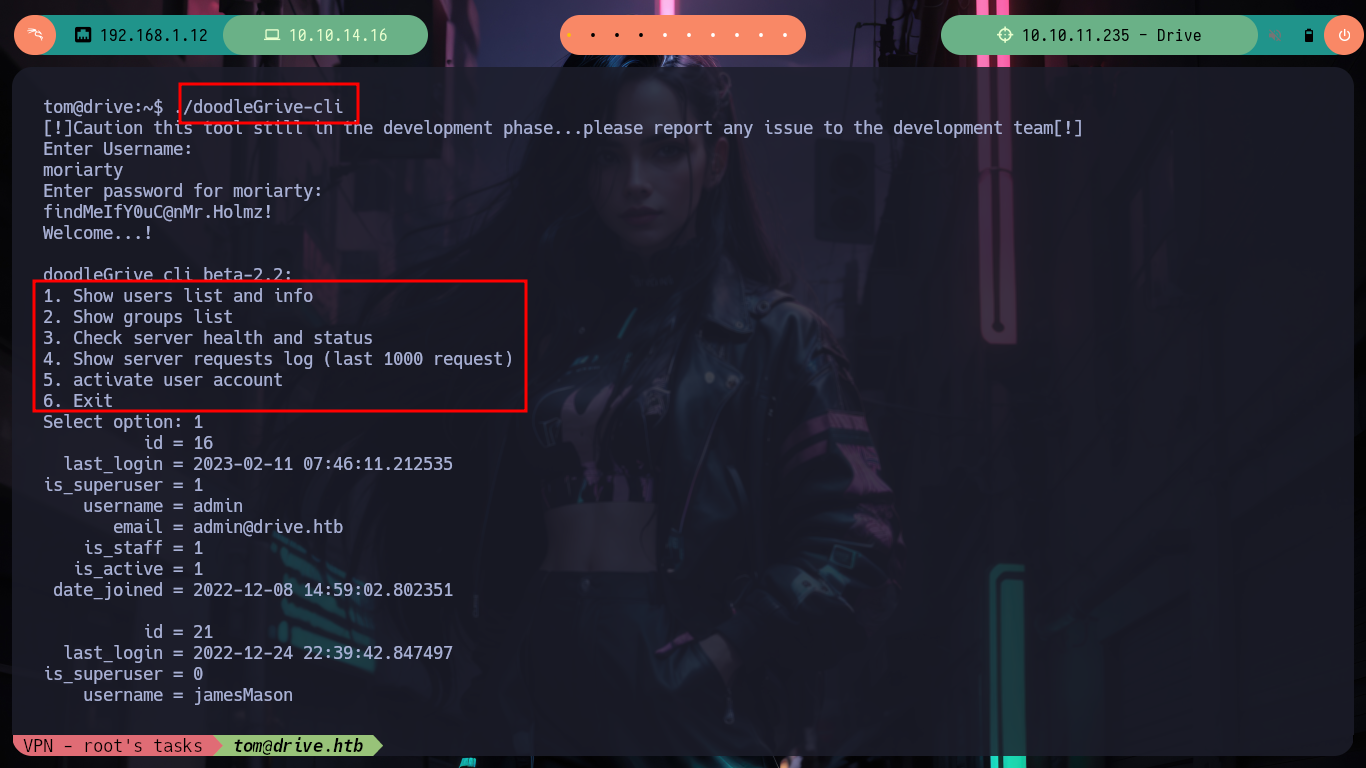 192.168.1.12 10.10.14.16 10.10.11.235 - Drive
tom@drive:~$ ./doodleGrive-cli
[!]Caution this tool still in the development phase...please report any issue to the development team[!]
Enter Username:
moriarty
Enter password for moriarty:
findMeIfY0uC@nMr.Holmz!
Welcome...!
doodleGrive cli beta-2.2:
1. Show users list and info
2. Show groups list
3. Check server health and status
4. Show server requests log (last 1000 request)
5. activate user account
6. Exit
Select option: 1
id = 16
last_login = 2023-02-11 07:46:11.212535
is_superuser = 1
username = admin
email = admin@drive.htb
is_staff = 1
is_active = 1
date_joined = 2022-12-08 14:59:02.802351
id = 21
last_login = 2022-12-24 22:39:42.847497
is_superuser = 0
username = jamesMason
VPN - root's tasks tom@drive.htb